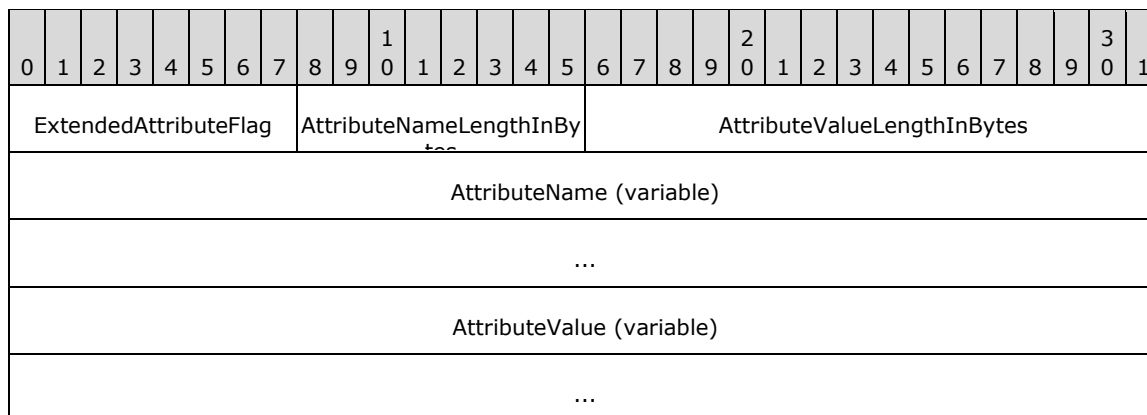 1 2 3
0 1 2 3 4 5 6 7 8 9 0 1 2 3 4 5 6 7 8 9 0 1 2 3 4 5 6 7 8 9 0 1
ExtendedAttributeFlag AttributeNameLengthInBy AttributeValueLengthInBytes
tes
AttributeName (variable)
...
AttributeValue (variable)
...